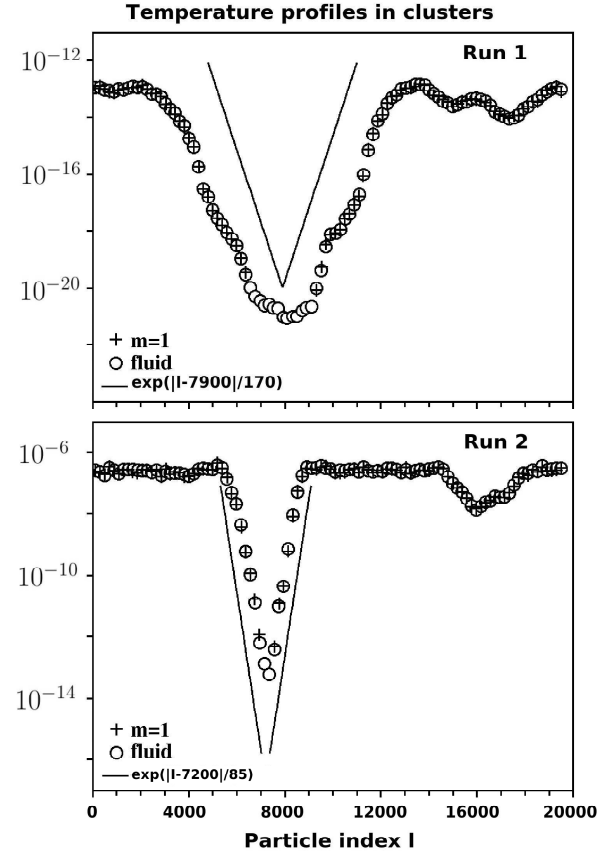 Temperature profiles in clusters
Run 1
10⁻¹²
10⁻¹⁶
10⁻²⁰
m=1
fluid
exp(|I-7900|/170)
Run 2
10⁻⁶
10⁻¹⁰
10⁻¹⁴
m=1
fluid
exp(|I-7200|/85)
0 4000 8000 12000 16000 20000
Particle index I